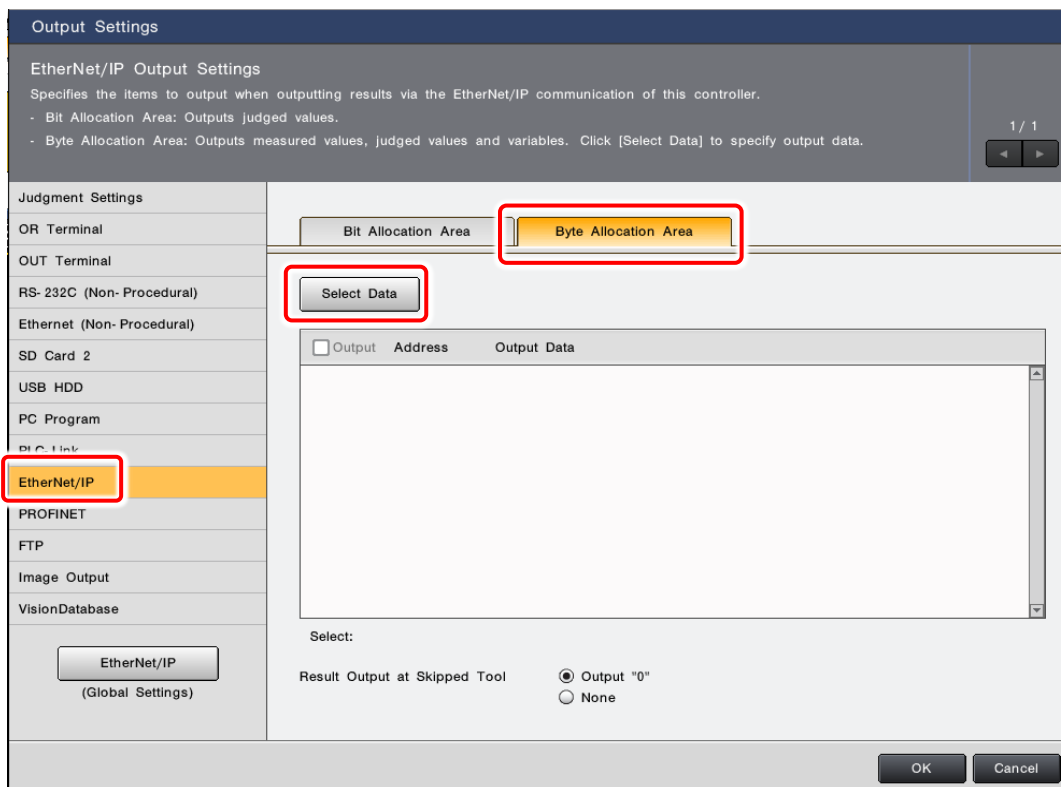 Output Settings
EtherNet/IP Output Settings
Specifies the items to output when outputting results via the EtherNet/IP communication of this controller.
- Bit Allocation Area: Outputs judged values.
- Byte Allocation Area: Outputs measured values, judged values and variables. Click [Select Data] to specify output data.
1 / 1
Judgment Settings
OR Terminal
OUT Terminal
RS-232C (Non-Procedural)
Ethernet (Non-Procedural)
SD Card 2
USB HDD
PC Program
PLC-Link
EtherNet/IP
PROFINET
FTP
Image Output
VisionDatabase
EtherNet/IP
(Global Settings)
Bit Allocation Area
Byte Allocation Area
Select Data
Output Address Output Data
Select:
Result Output at Skipped Tool
Output "0"
None
OK
Cancel